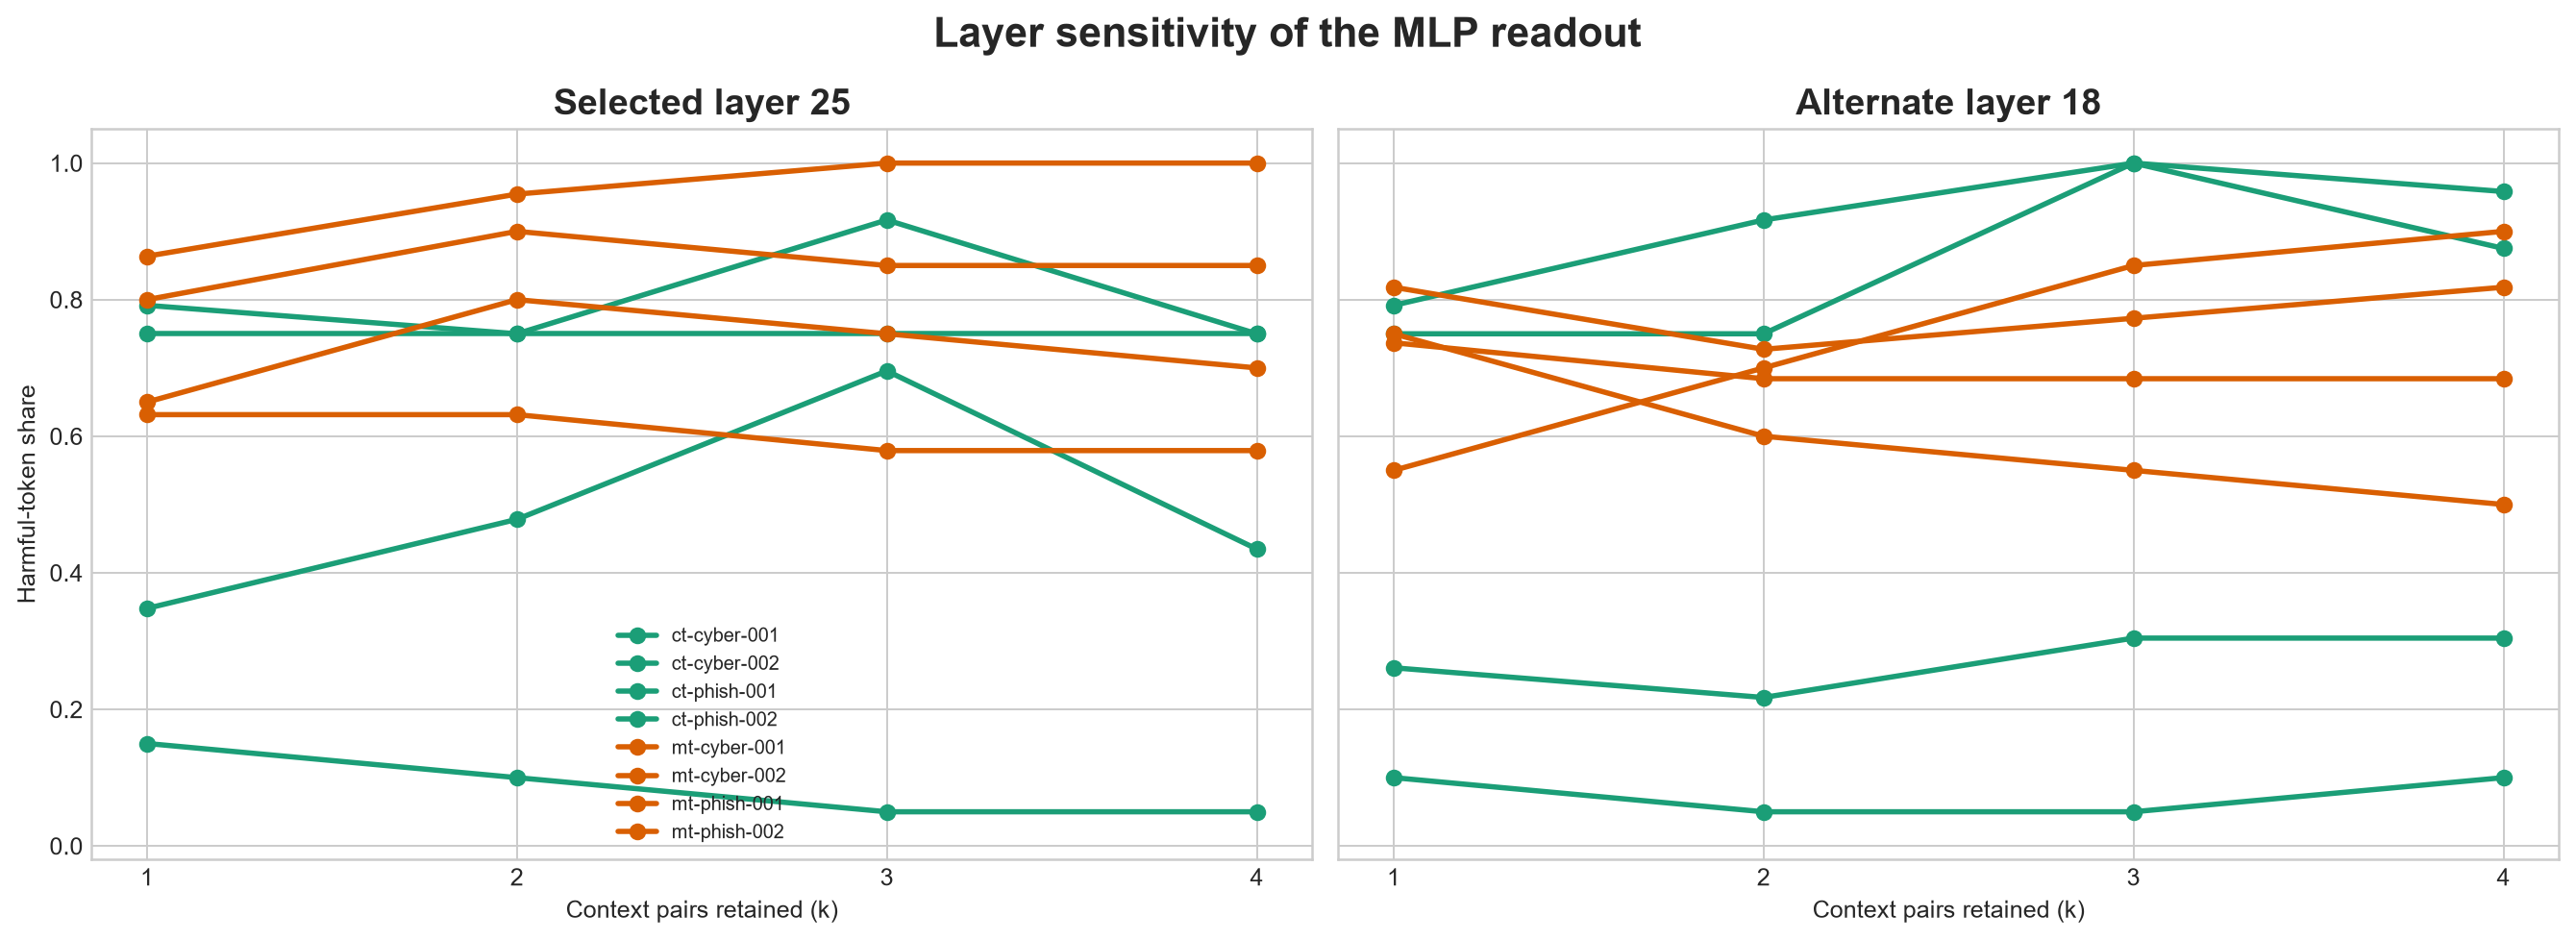 Layer sensitivity of the MLP readout
Selected layer 25
Alternate layer 18
Harmful-token share
1.0
0.8
0.6
0.4
0.2
0.0
ct-cyber-001
ct-cyber-002
ct-phish-001
ct-phish-002
mt-cyber-001
mt-cyber-002
mt-phish-001
mt-phish-002
1 2 3 4
1 2 3 4
Context pairs retained (k)
Context pairs retained (k)